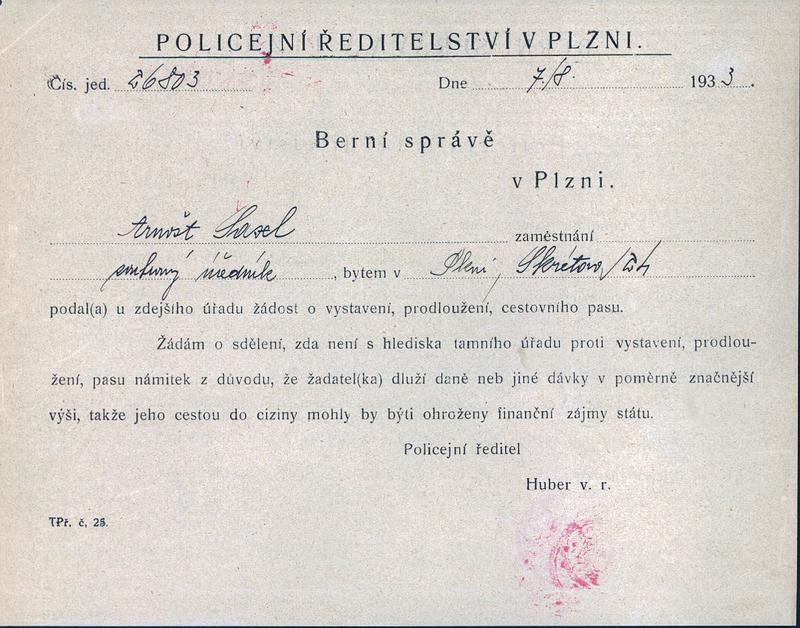 POLICEJNÍ ŘEDITELSTVÍ V PLZNI.
Čís. jed. 26803 Dne 7/8. 1933.
Berní správě
v Plzni.
Arnošt Saxl zaměstnání
soukromý úředník, bytem v Plzni, Škrétova
podal(a) u zdejšího úřadu žádost o vystavení, prodloužení, cestovního pasu.
Žádám o sdělení, zda není s hlediska tamního úřadu proti vystavení, prodlou-
žení, pasu námitek z důvodu, že žadatel(ka) dluží daně neb jiné dávky v poměrně značnější
výši, takže jeho cestou do ciziny mohly by býti ohroženy finanční zájmy státu.
Policejní ředitel
Huber v. r.
TPř, č, 25.